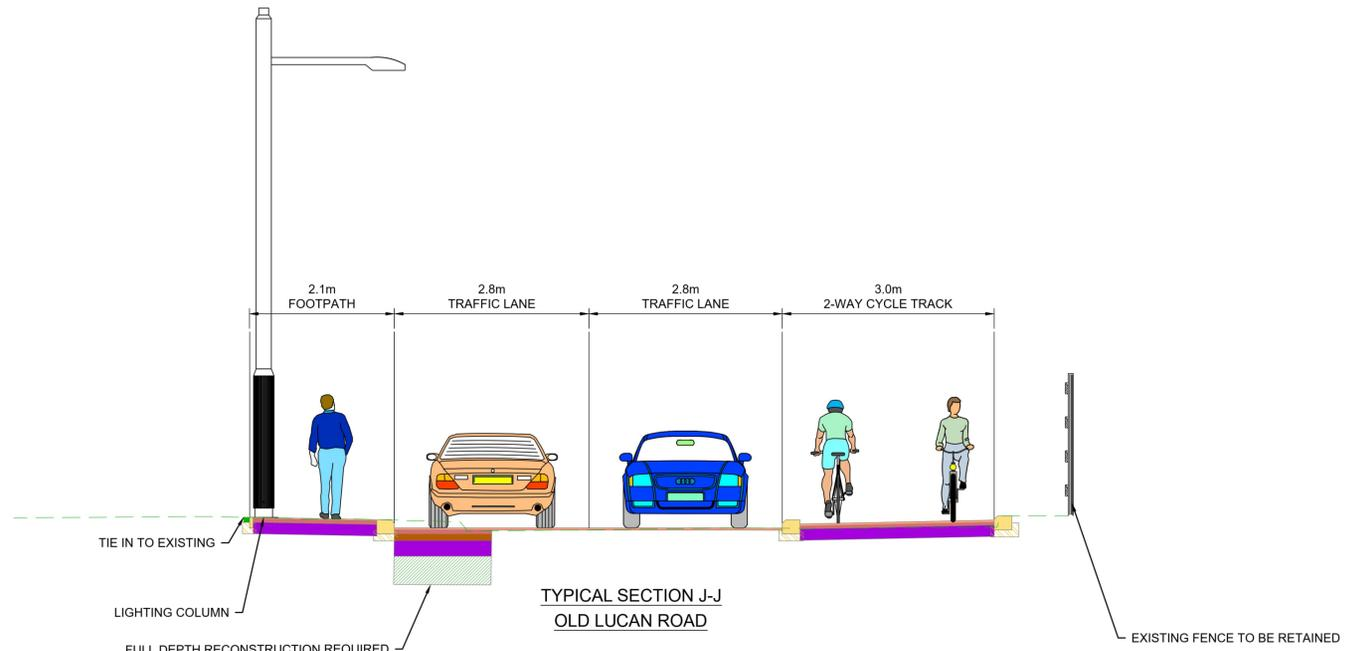 2.1m
FOOTPATH
2.8m
TRAFFIC LANE
2.8m
TRAFFIC LANE
3.0m
2-WAY CYCLE TRACK
TIE IN TO EXISTING
LIGHTING COLUMN
FULL DEPTH RECONSTRUCTION REQUIRED
TYPICAL SECTION J-J
OLD LUCAN ROAD
EXISTING FENCE TO BE RETAINED